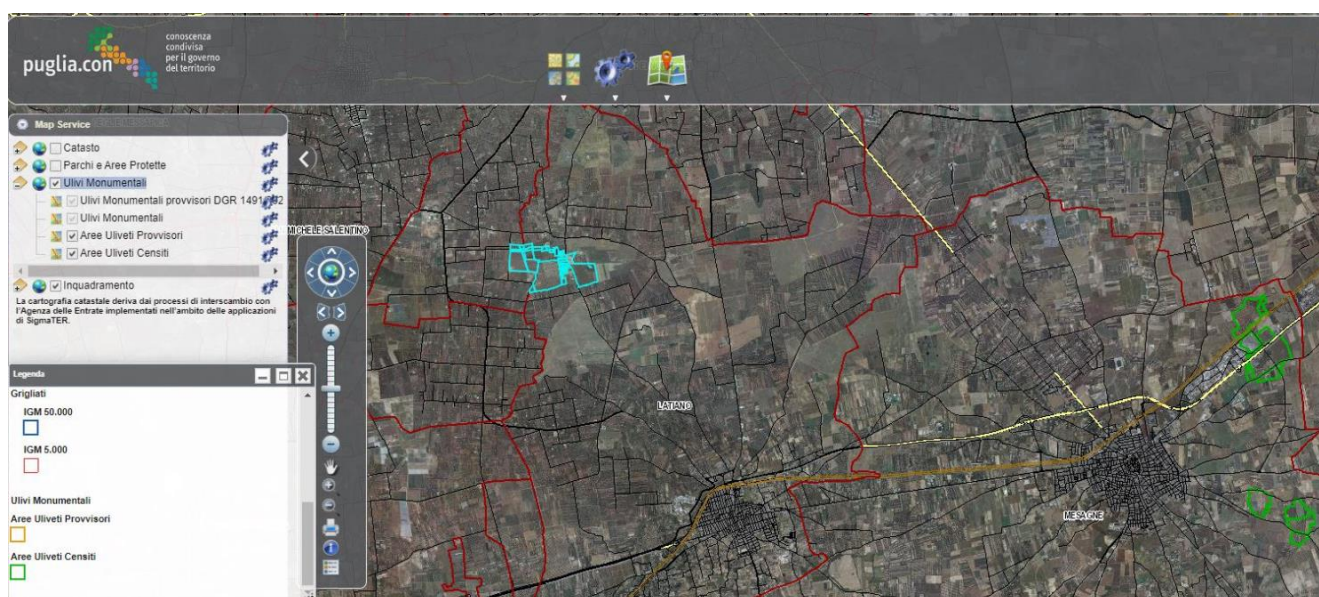 puglia.con
conoscenza
condivisa
per il governo
del territorio
Map Service
Catasto
Parchi e Aree Protette
Ulivi Monumentali
Ulivi Monumentali provvisori DGR 1491
Ulivi Monumentali
Aree Uliveti Provvisori
Aree Uliveti Censiti
Inquadramento
La cartografia catastale deriva dai processi di interscambio con
l'Agenzia delle Entrate implementati nell'ambito delle applicazioni
di SigmaTER.
Legenda
Grigliati
IGM 50.000
IGM 5.000
Ulivi Monumentali
Aree Uliveti Provvisori
Aree Uliveti Censiti
MICHELE SALENTINO
LATIANO
MESAGNE